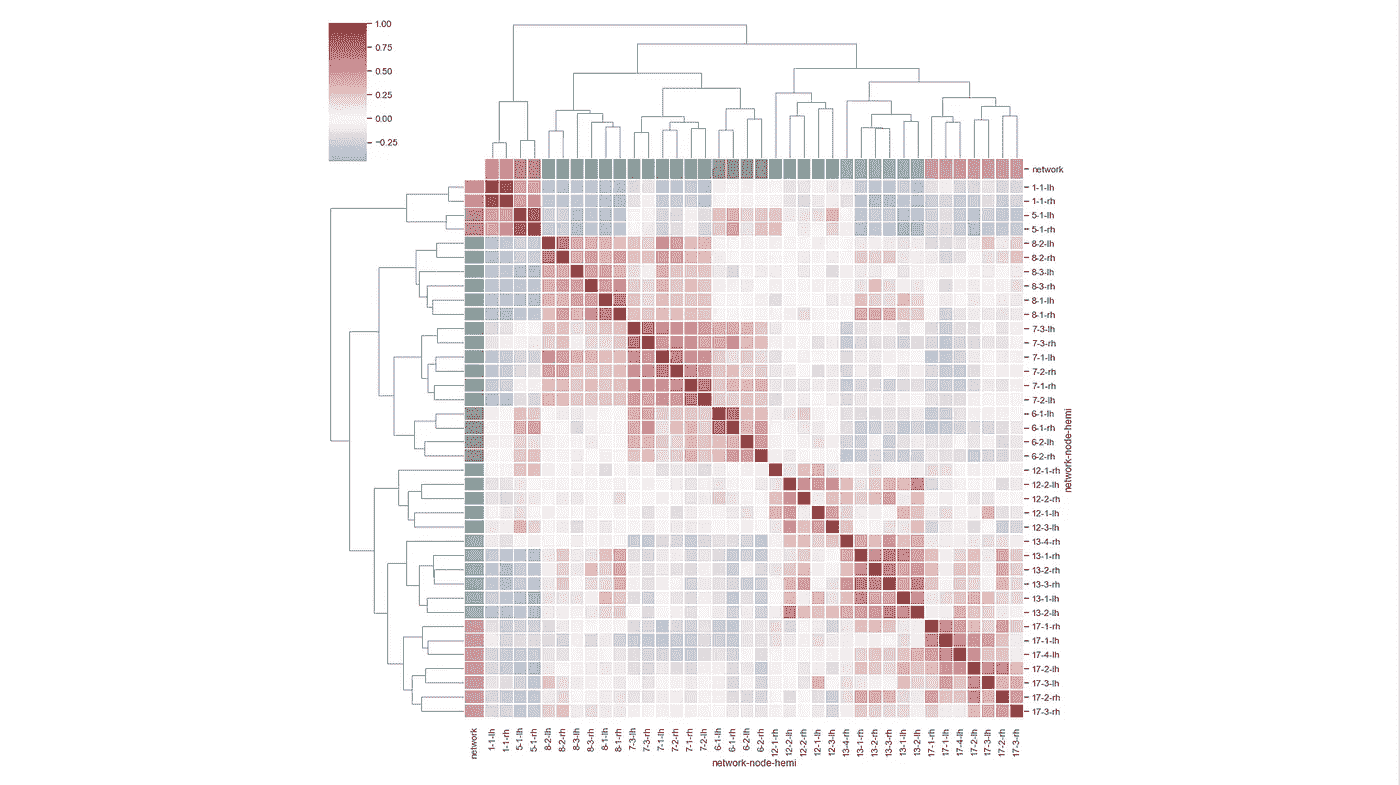 1.00
0.75
0.50
0.25
0.00
−0.25
network
1-1-lh
1-1-rh
5-1-lh
5-1-rh
8-2-lh
8-2-rh
8-3-lh
8-3-rh
8-1-lh
8-1-rh
7-3-lh
7-3-rh
7-1-lh
7-2-rh
7-1-rh
7-2-lh
6-1-lh
6-1-rh
6-2-lh
6-2-rh
12-1-rh
12-2-lh
12-2-rh
12-1-lh
12-3-lh
13-4-rh
13-1-rh
13-2-rh
13-3-rh
13-1-lh
13-2-lh
17-1-rh
17-1-lh
17-4-lh
17-2-lh
17-3-lh
17-2-rh
17-3-rh
network-node-hemi
network
1-1-lh
1-1-rh
5-1-lh
5-1-rh
8-2-lh
8-2-rh
8-3-lh
8-3-rh
8-1-lh
8-1-rh
7-3-lh
7-3-rh
7-1-lh
7-2-rh
7-1-rh
7-2-lh
6-1-lh
6-1-rh
6-2-lh
6-2-rh
12-1-rh
12-2-lh
12-2-rh
12-1-lh
12-3-lh
13-4-rh
13-1-rh
13-2-rh
13-3-rh
13-1-lh
13-2-lh
17-1-rh
17-1-lh
17-4-lh
17-2-lh
17-3-lh
17-2-rh
17-3-rh
network-node-hemi